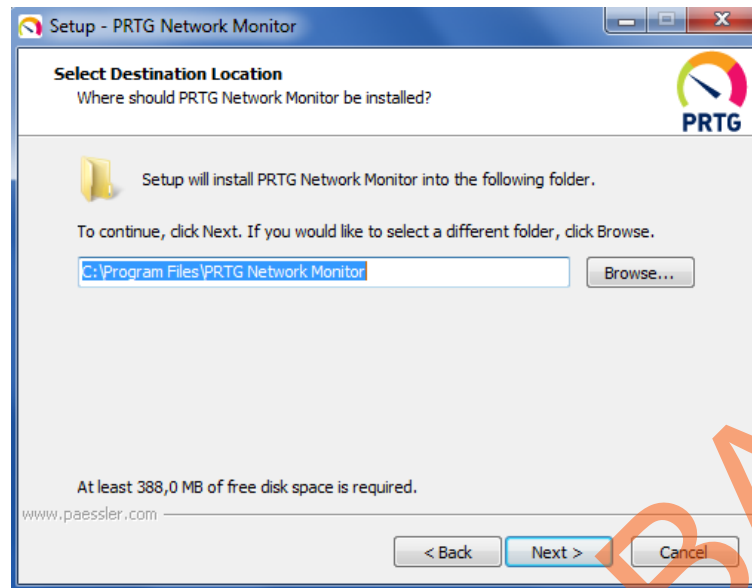 Setup - PRTG Network Monitor
Select Destination Location
Where should PRTG Network Monitor be installed?
PRTG
Setup will install PRTG Network Monitor into the following folder.
To continue, click Next. If you would like to select a different folder, click Browse.
C:\Program Files\PRTG Network Monitor
Browse...
At least 388,0 MB of free disk space is required.
www.paessler.com
< Back
Next >
Cancel
BA